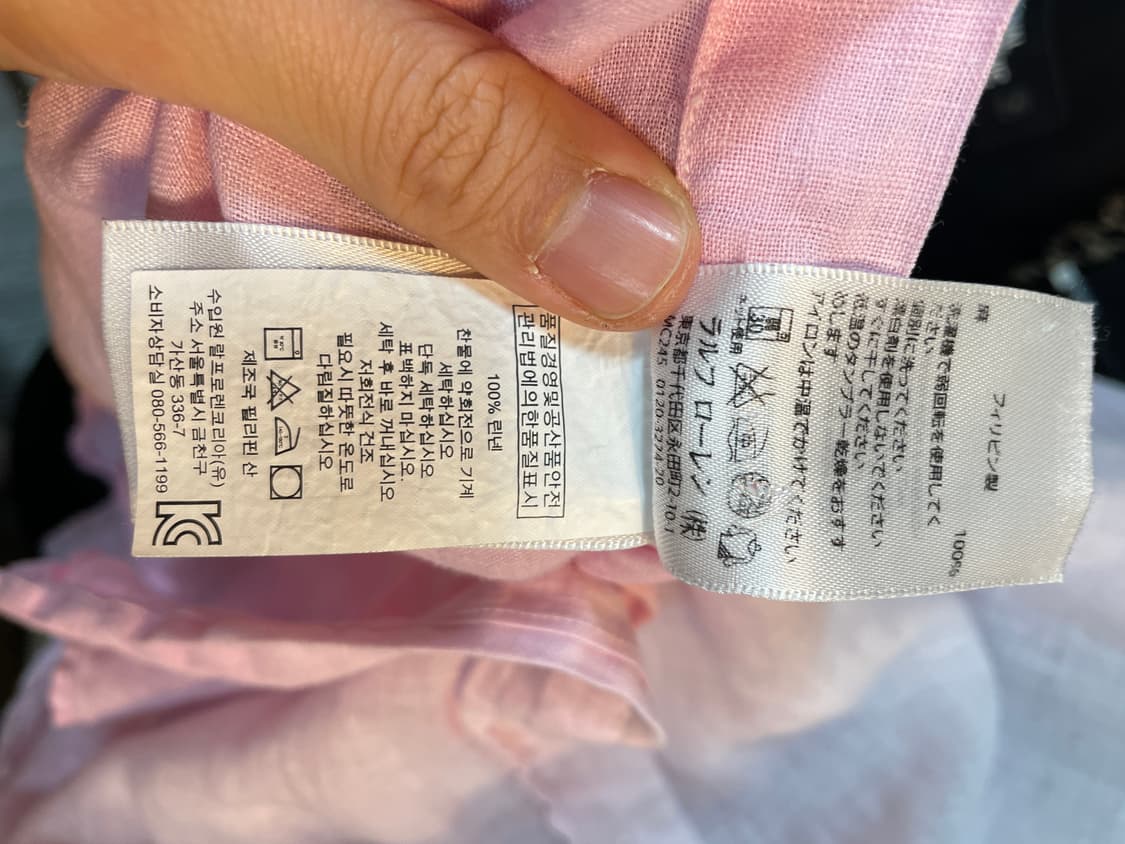 품질경영및공산품안전
관리법에의한품질표시
100% 린넨
찬물에 약회전으로 기계
세탁하십시오
단독 세탁하십시오
표백하지 마십시오.
세탁 후 바로 꺼내십시오
저회전식 건조
필요시 따뜻한 온도로
다림질하십시오
제조국 필리핀 산
수입원 랄프로렌코리아(유)
주소 서울특별시 금천구
가산동 336-7
소비자상담실 080-566-1199
フィリピン製
麻 100%
洗濯機で弱回転を使用してく
ださい
個別に洗ってください
漂白剤を使用しないでください
すぐに干してください
低温のタンブラー乾燥をおすす
めします
アイロンは中温でかけてください
30
ラルフ ローレン ㈱
東京都千代田区永田町2-10-1
MC245 0120-3274-20